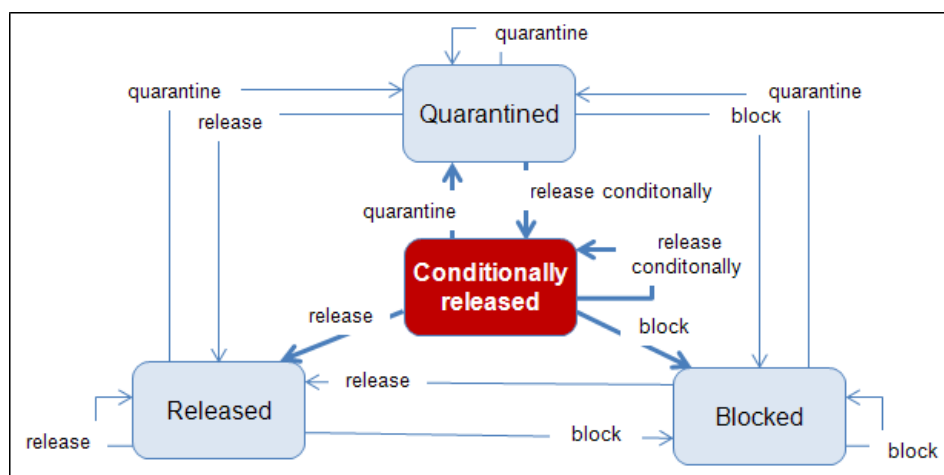 quarantine
quarantine
quarantine
Quarantined
release
block
release conditonally
quarantine
Conditionally
released
release
conditonally
release
block
release
Released
Blocked
release
block
block